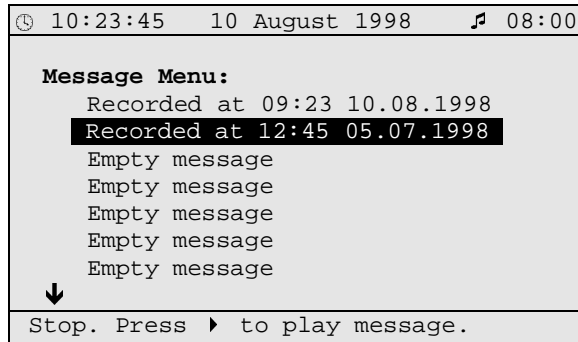 10:23:45 10 August 1998 ♫ 08:00
Message Menu:
Recorded at 09:23 10.08.1998
Recorded at 12:45 05.07.1998
Empty message
Empty message
Empty message
Empty message
Empty message
Stop. Press ▶ to play message.